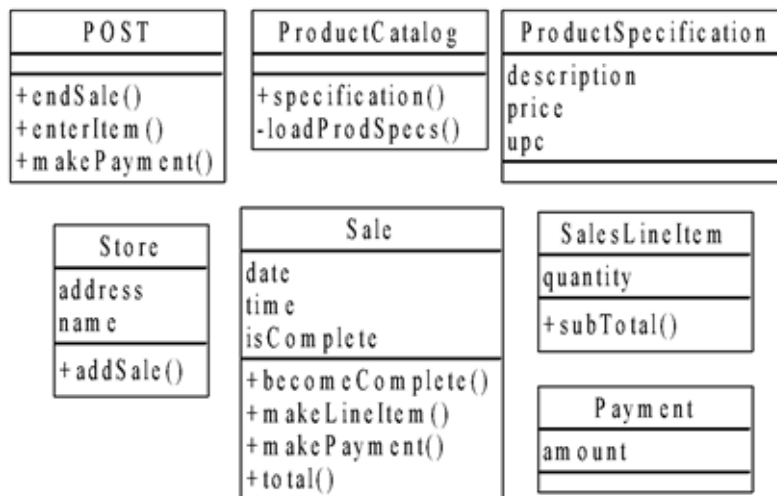 POST
+endSale()
+enterItem()
+makePayment()
ProductCatalog
+specification()
-loadProdSpecs()
ProductSpecification
description
price
upc
Store
address
name
+addSale()
Sale
date
time
isComplete
+becomeComplete()
+makeLineItem()
+makePayment()
+total()
SalesLineItem
quantity
+subTotal()
Payment
amount